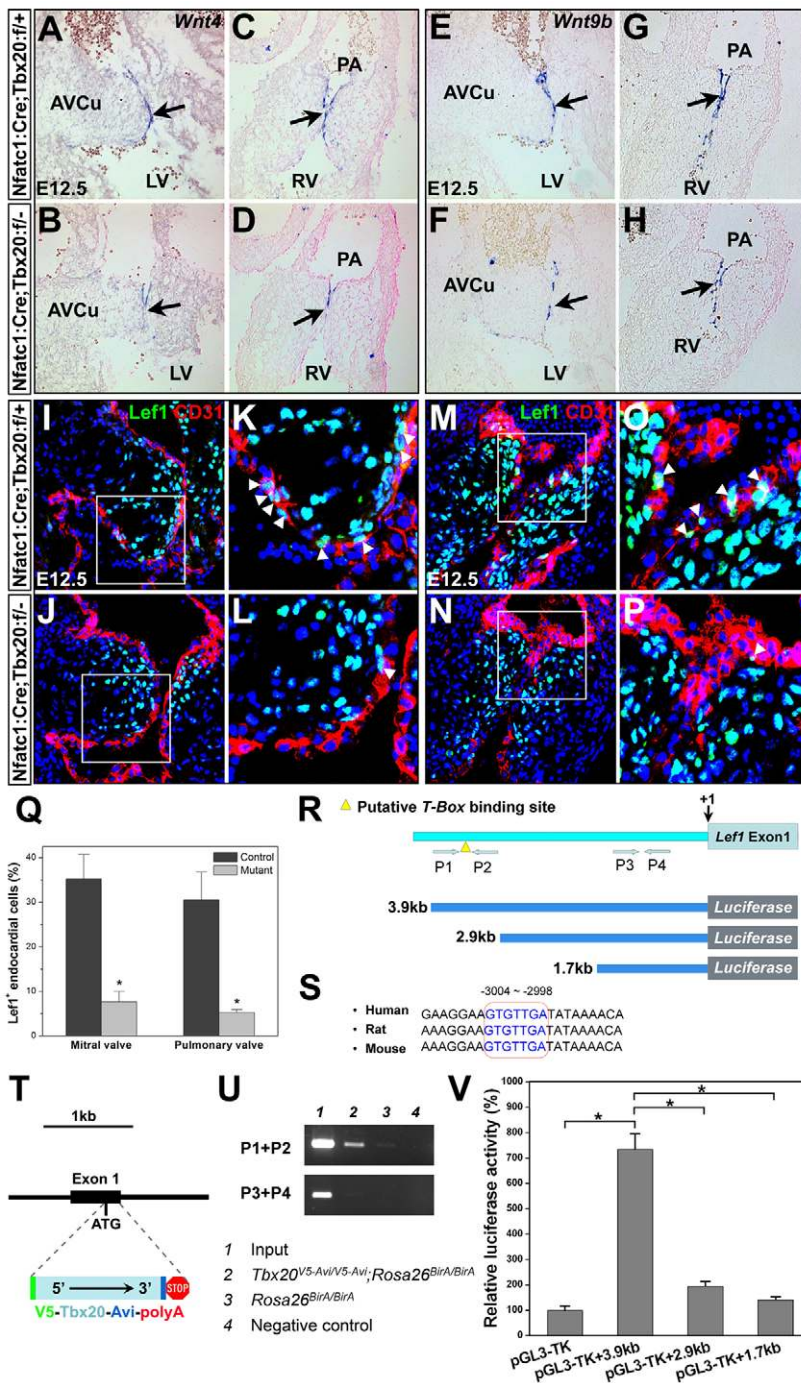 Nfatc1:Cre;Tbx20:f/+
A
Wnt4
C
PA
AVCu
E12.5
LV
RV
E
Wnt9b
G
PA
AVCu
E12.5
LV
RV
Nfatc1:Cre;Tbx20:f/-
B
D
PA
AVCu
LV
RV
F
H
PA
AVCu
LV
RV
Nfatc1:Cre;Tbx20:f/+
I
Lef1 CD31
K
E12.5
M
Lef1 CD31
O
E12.5
Nfatc1:Cre;Tbx20:f/-
J
L
N
P
Q
Lef1+ endocardial cells (%)
40
30
20
10
0
Control
Mutant
*
*
Mitral valve
Pulmonary valve
R
Putative T-Box binding site
+1
Lef1 Exon1
P1
P2
P3
P4
3.9kb
Luciferase
2.9kb
Luciferase
1.7kb
Luciferase
S
-3004 ~ -2998
• Human GAAGGAAGTGTTGATATAAAACA
• Rat AAAGGAAGTGTTGATATAAAACA
• Mouse AAAGGAAGTGTTGATATAAAACA
T
1kb
Exon 1
ATG
5' 3'
STOP
V5-Tbx20-Avi-polyA
U
1 2 3 4
P1+P2
P3+P4
1 Input
2 Tbx20V5-Avi/V5-Avi;Rosa26BirA/BirA
3 Rosa26BirA/BirA
4 Negative control
V
Relative luciferase activity (%)
1000
900
800
700
600
500
400
300
200
100
0
*
*
*
pGL3-TK
pGL3-TK+3.9kb
pGL3-TK+2.9kb
pGL3-TK+1.7kb